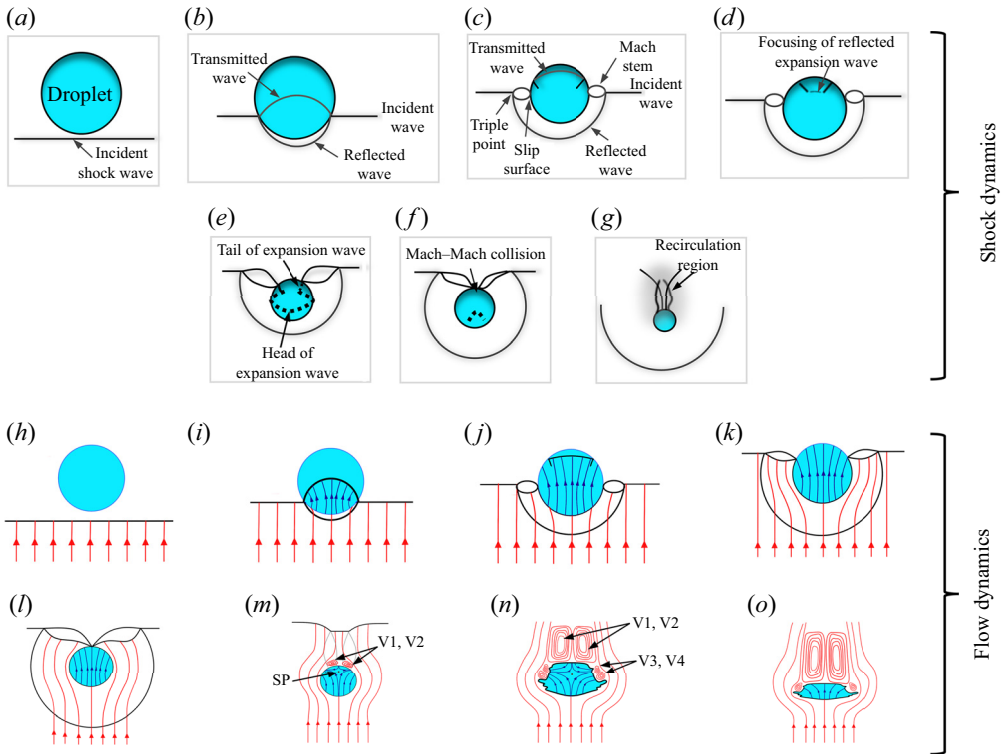 (a)
(b)
(c)
(d)
Droplet
Incident
shock wave
Transmitted
wave
Incident
wave
Reflected
wave
Transmitted
wave
Mach
stem
Incident
wave
Triple
point
Slip
surface
Reflected
wave
Focusing of reflected
expansion wave
(e)
(f)
(g)
Tail of expansion wave
Head of
expansion wave
Mach–Mach collision
Recirculation
region
Shock dynamics
(h)
(i)
(j)
(k)
(l)
(m)
(n)
(o)
V1, V2
SP
V1, V2
V3, V4
Flow dynamics